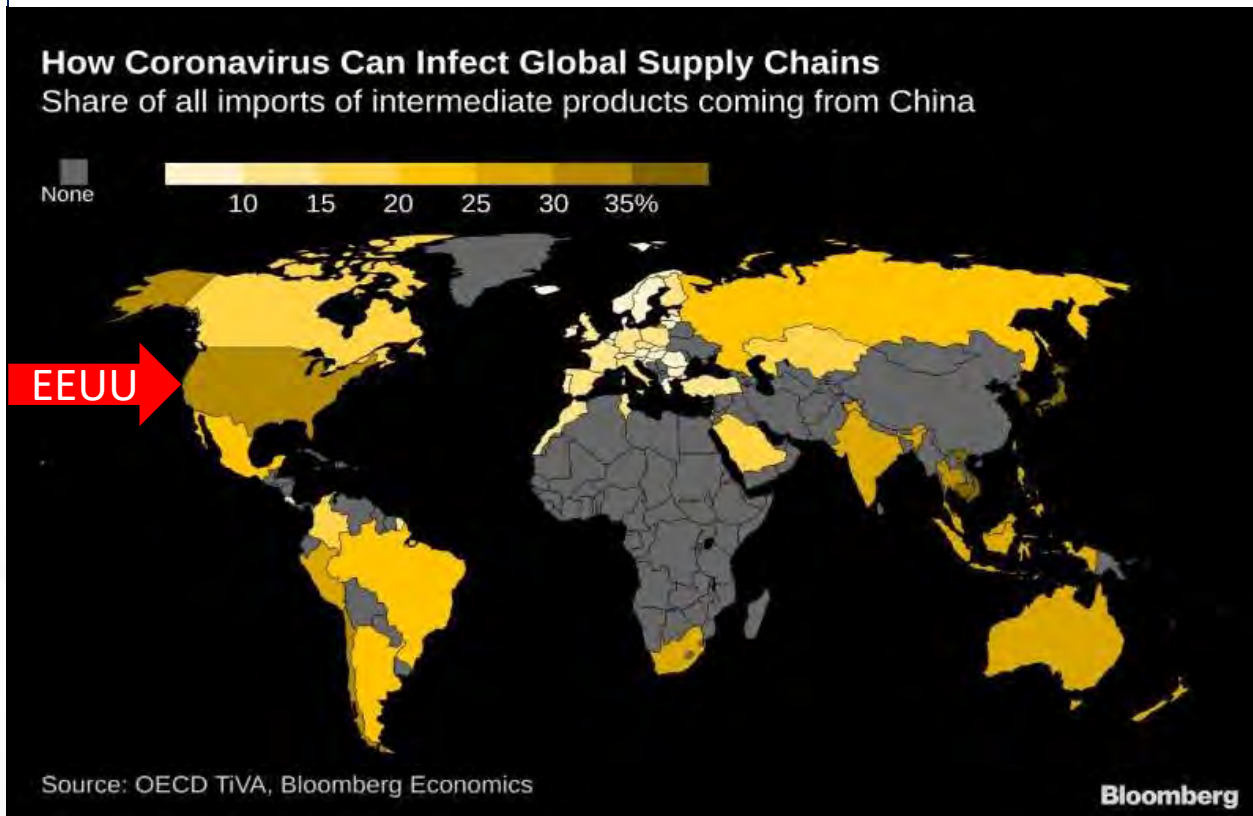 How Coronavirus Can Infect Global Supply Chains
Share of all imports of intermediate products coming from China
None
10 15 20 25 30 35%
EEUU
Source: OECD TiVA, Bloomberg Economics
Bloomberg